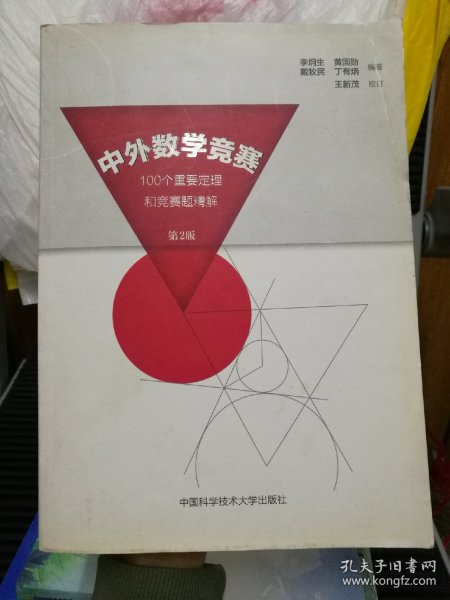 李炯生 黄国勋 编著
戴牧民 丁有炳
王新茂 校订
中外数学竞赛
100个重要定理
和竞赛题精解
第2版
中国科学技术大学出版社
孔夫子旧书网
www.kongfz.com